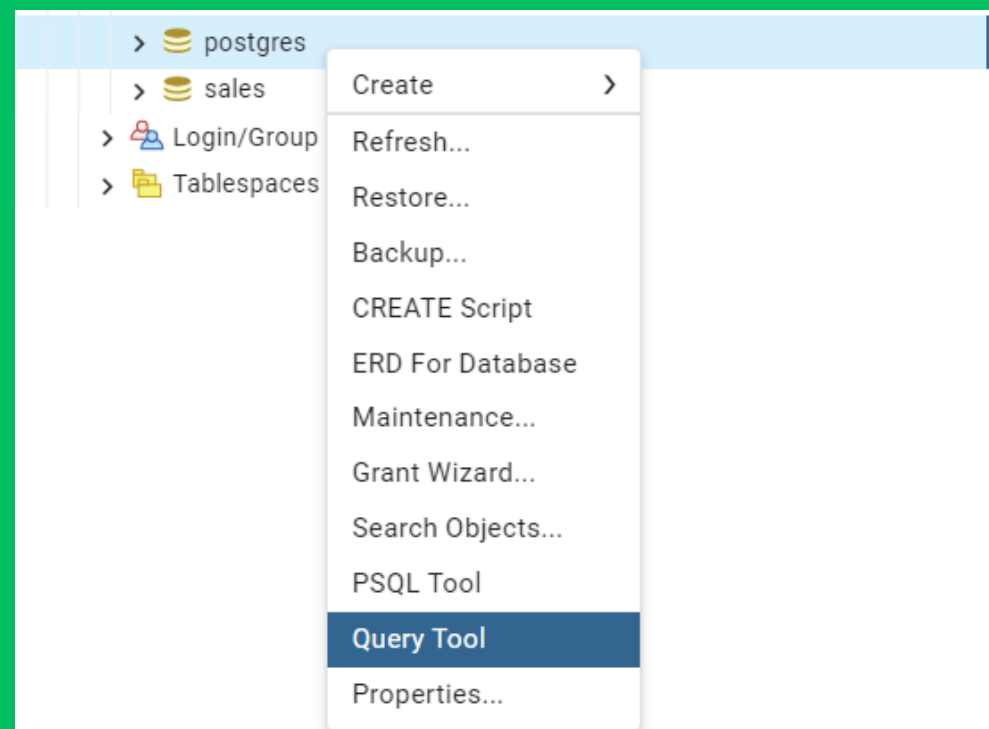 postgres
sales
Login/Group
Tablespaces
Create
Refresh...
Restore...
Backup...
CREATE Script
ERD For Database
Maintenance...
Grant Wizard...
Search Objects...
PSQL Tool
Query Tool
Properties...